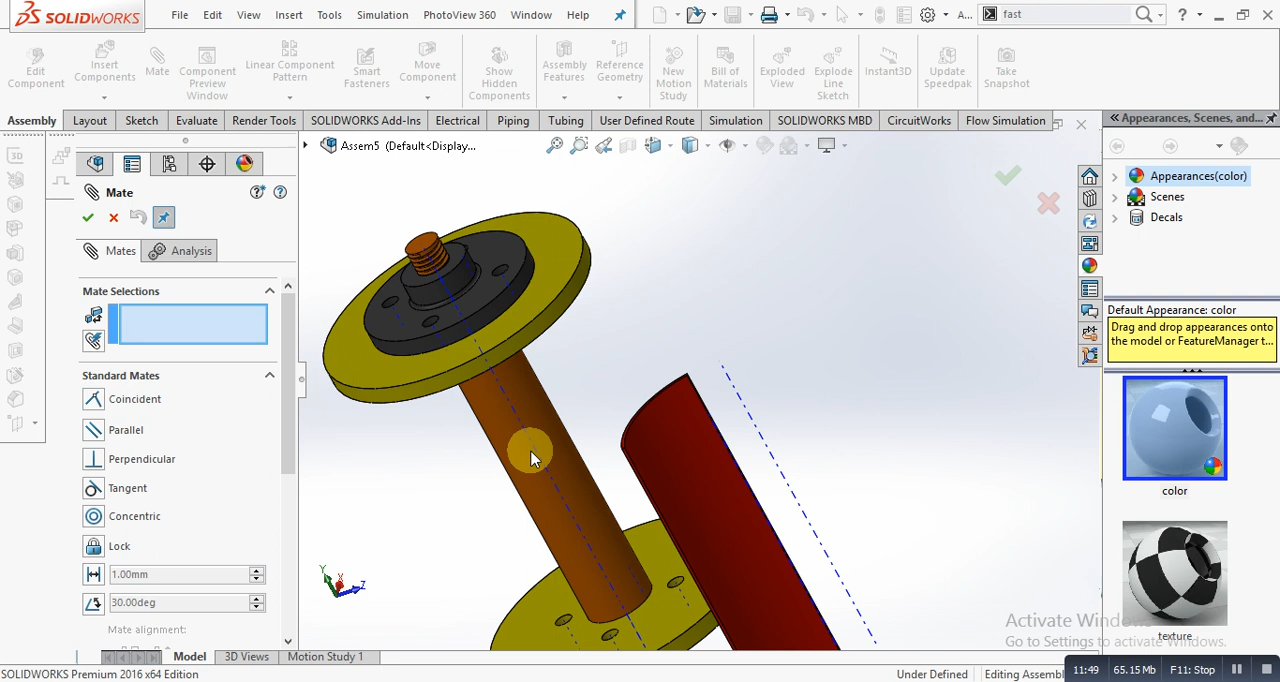 SOLIDWORKS
File Edit View Insert Tools Simulation PhotoView 360 Window Help
A...
fast
Edit Component
Insert Components
Mate
Component Preview Window
Linear Component Pattern
Smart Fasteners
Move Component
Show Hidden Components
Assembly Features
Reference Geometry
New Motion Study
Bill of Materials
Exploded View
Explode Line Sketch
Instant3D
Update Speedpak
Take Snapshot
Assembly Layout Sketch Evaluate Render Tools SOLIDWORKS Add-Ins Electrical Piping Tubing User Defined Route Simulation SOLIDWORKS MBD CircuitWorks Flow Simulation
Appearances, Scenes, and...
Assem5 (Default<Display...
3D
Mate
Mates Analysis
Mate Selections
Standard Mates
Coincident
Parallel
Perpendicular
Tangent
Concentric
Lock
1.00mm
30.00deg
Mate alignment:
Y
X
Z
Appearances(color)
Scenes
Decals
Default Appearance: color
Drag and drop appearances onto
the model or FeatureManager t...
color
texture
Activate Windows
Go to Settings to activate Windows.
Model 3D Views Motion Study 1
SOLIDWORKS Premium 2016 x64 Edition
Under Defined
Editing Assembl
11:49 65.15 Mb F11: Stop